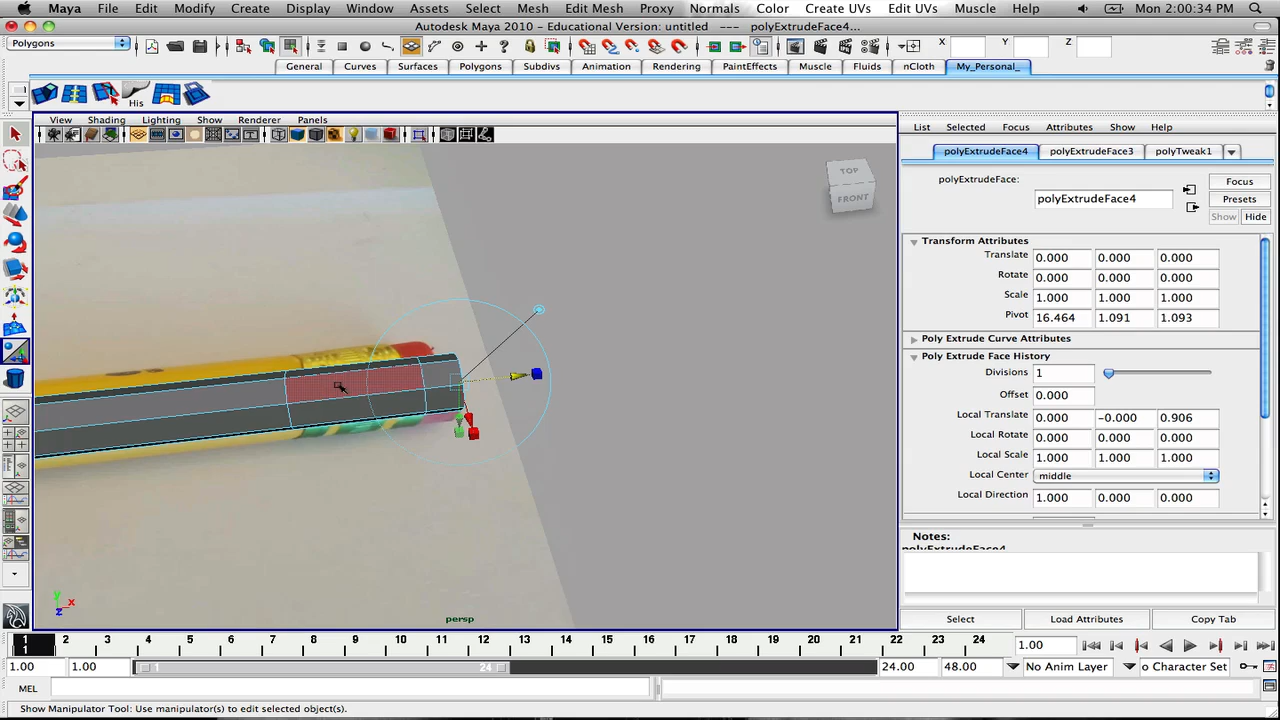 Maya File Edit Modify Create Display Window Assets Select Mesh Edit Mesh Proxy Normals Color Create UVs Edit UVs Muscle Help Mon 2:00:34 PM
Autodesk Maya 2010 - Educational Version: untitled --- polyExtrudeFace4...
Polygons X Y Z
General Curves Surfaces Polygons Subdivs Animation Rendering PaintEffects Muscle Fluids nCloth My_Personal_
His
View Shading Lighting Show Renderer Panels
List Selected Focus Attributes Show Help
polyExtrudeFace4 polyExtrudeFace3 polyTweak1
polyExtrudeFace: polyExtrudeFace4 Focus
Presets
Show Hide
TOP
FRONT
Transform Attributes
Translate 0.000 0.000 0.000
Rotate 0.000 0.000 0.000
Scale 1.000 1.000 1.000
Pivot 16.464 1.091 1.093
Poly Extrude Curve Attributes
Poly Extrude Face History
Divisions 1
Offset 0.000
Local Translate 0.000 -0.000 0.906
Local Rotate 0.000 0.000 0.000
Local Scale 1.000 1.000 1.000
Local Center middle
Local Direction 1.000 0.000 0.000
Notes:
polyExtrudeFace4
Select Load Attributes Copy Tab
y
x
z
persp
1 2 3 4 5 6 7 8 9 10 11 12 13 14 15 16 17 18 19 20 21 22 23 24
1 1.00
1.00 1.00 1 24 24.00 48.00 No Anim Layer o Character Set
MEL
Show Manipulator Tool: Use manipulator(s) to edit selected object(s).